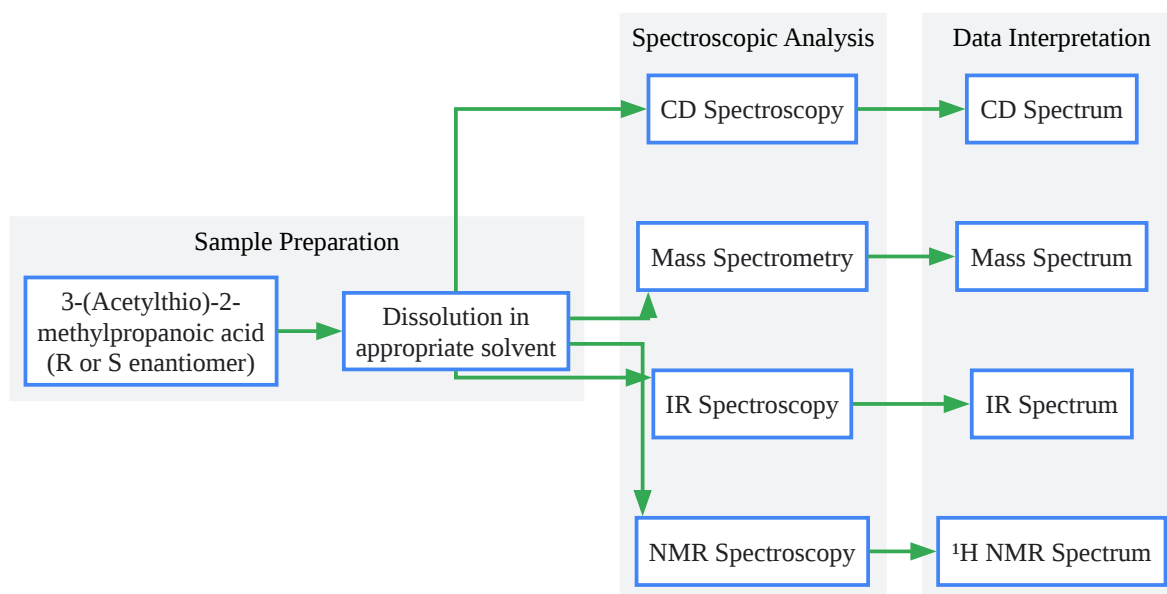 Spectroscopic Analysis
Data Interpretation
CD Spectroscopy
CD Spectrum
Sample Preparation
3-(Acetylthio)-2-
methylpropanoic acid
(R or S enantiomer)
Dissolution in
appropriate solvent
Mass Spectrometry
Mass Spectrum
IR Spectroscopy
IR Spectrum
NMR Spectroscopy
¹H NMR Spectrum